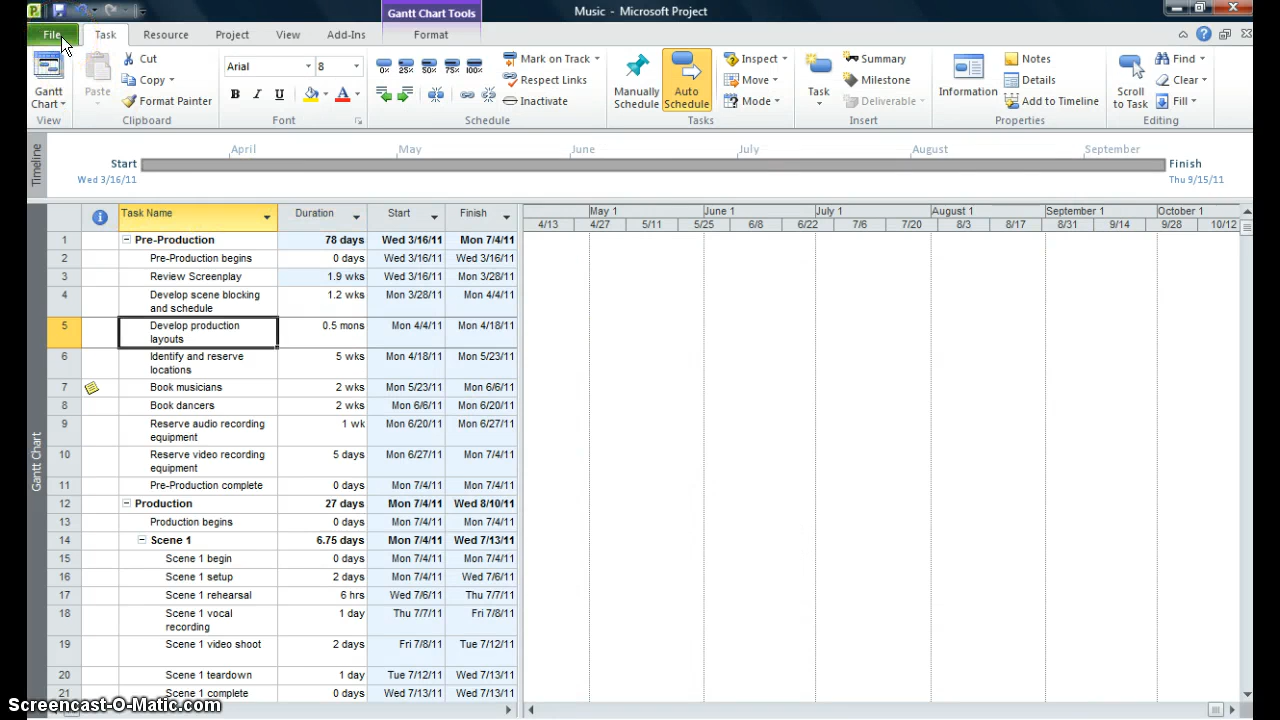 Gantt Chart Tools
Music - Microsoft Project
File Task Resource Project View Add-Ins Format
Gantt Chart
View
Paste
Cut
Copy
Format Painter
Clipboard
Arial 8
B I U A
Font
0% 25% 50% 75% 100%
Mark on Track
Respect Links
Inactivate
Schedule
Manually Schedule
Auto Schedule
Inspect
Move
Mode
Tasks
Task
Summary
Milestone
Deliverable
Insert
Information
Notes
Details
Add to Timeline
Properties
Scroll to Task
Find
Clear
Fill
Editing
Timeline
April May June July August September
Start
Wed 3/16/11
Finish
Thu 9/15/11
Gantt Chart
Task Name Duration Start Finish
May 1 June 1 July 1 August 1 September 1 October 1
4/13 4/27 5/11 5/25 6/8 6/22 7/6 7/20 8/3 8/17 8/31 9/14 9/28 10/12
1 Pre-Production 78 days Wed 3/16/11 Mon 7/4/11
2 Pre-Production begins 0 days Wed 3/16/11 Wed 3/16/11
3 Review Screenplay 1.9 wks Wed 3/16/11 Mon 3/28/11
4 Develop scene blocking and schedule 1.2 wks Mon 3/28/11 Mon 4/4/11
5 Develop production layouts 0.5 mons Mon 4/4/11 Mon 4/18/11
6 Identify and reserve locations 5 wks Mon 4/18/11 Mon 5/23/11
7 Book musicians 2 wks Mon 5/23/11 Mon 6/6/11
8 Book dancers 2 wks Mon 6/6/11 Mon 6/20/11
9 Reserve audio recording equipment 1 wk Mon 6/20/11 Mon 6/27/11
10 Reserve video recording equipment 5 days Mon 6/27/11 Mon 7/4/11
11 Pre-Production complete 0 days Mon 7/4/11 Mon 7/4/11
12 Production 27 days Mon 7/4/11 Wed 8/10/11
13 Production begins 0 days Mon 7/4/11 Mon 7/4/11
14 Scene 1 6.75 days Mon 7/4/11 Wed 7/13/11
15 Scene 1 begin 0 days Mon 7/4/11 Mon 7/4/11
16 Scene 1 setup 2 days Mon 7/4/11 Wed 7/6/11
17 Scene 1 rehearsal 6 hrs Wed 7/6/11 Thu 7/7/11
18 Scene 1 vocal recording 1 day Thu 7/7/11 Fri 7/8/11
19 Scene 1 video shoot 2 days Fri 7/8/11 Tue 7/12/11
20 Scene 1 teardown 1 day Tue 7/12/11 Wed 7/13/11
21 Scene 1 complete 0 days Wed 7/13/11 Wed 7/13/11
Screencast-O-Matic.com